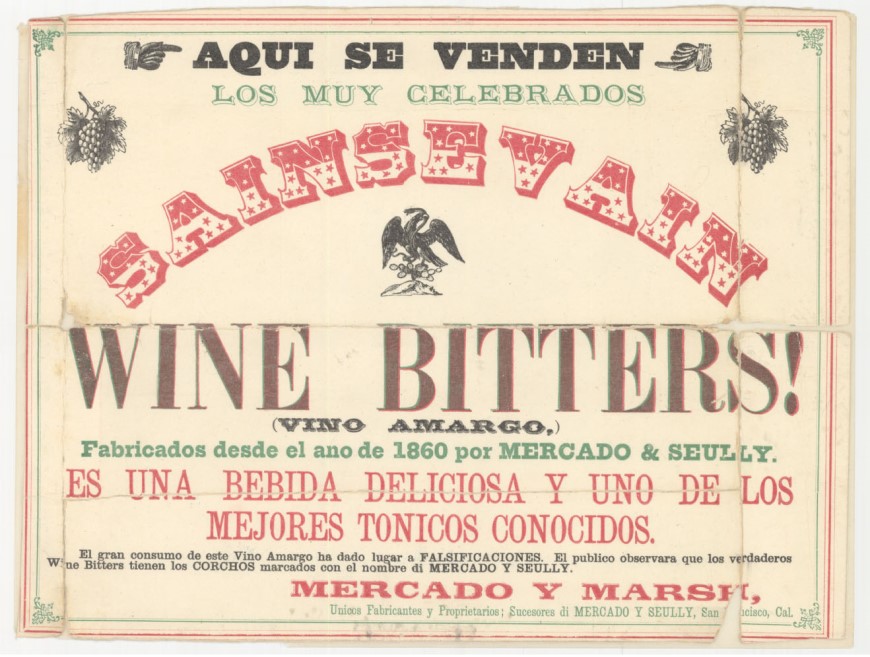 AQUI SE VENDEN
LOS MUY CELEBRADOS
SAINSEVAIN
WINE BITTERS!
(VINO AMARGO,)
Fabricados desde el ano de 1860 por MERCADO & SEULLY.
ES UNA BEBIDA DELICIOSA Y UNO DE LOS
MEJORES TONICOS CONOCIDOS.
El gran consumo de este Vino Amargo ha dado lugar a FALSIFICACIONES. El publico observara que los verdaderos
Wine Bitters tienen los CORCHOS marcados con el nombre di MERCADO Y SEULLY.
MERCADO Y MARSH,
Unicos Fabricantes y Proprietarios; Sucesores di MERCADO Y SEULLY, San Francisco, Cal.